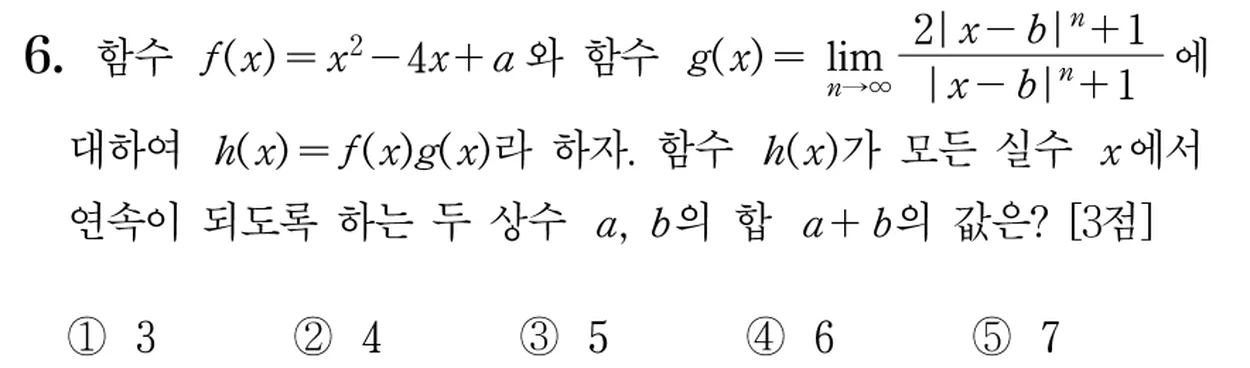 6. 함수 f(x)=x²-4x+a 와 함수 g(x)= lim_{n→∞} (2|x-b|ⁿ+1)/(|x-b|ⁿ+1) 에
대하여 h(x)=f(x)g(x)라 하자. 함수 h(x)가 모든 실수 x에서
연속이 되도록 하는 두 상수 a, b의 합 a+b의 값은? [3점]
① 3 ② 4 ③ 5 ④ 6 ⑤ 7